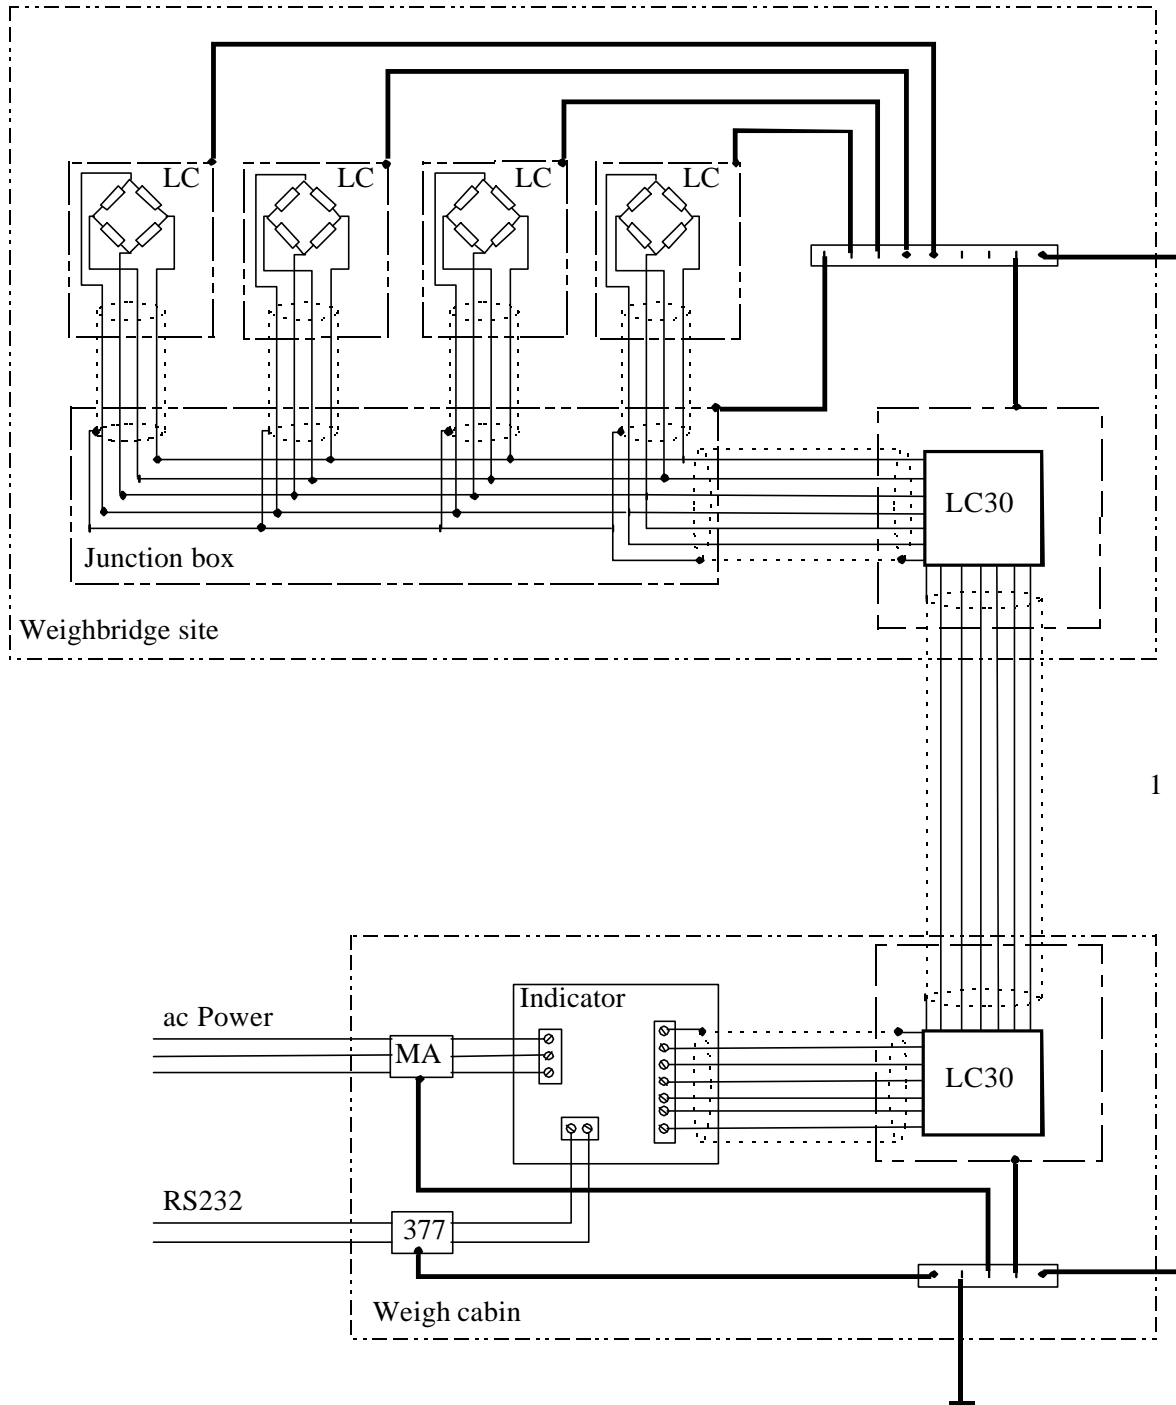 LC LC LC LC
LC30
Junction box
Weighbridge site
1
Indicator
ac Power
MA
LC30
RS232
377
Weigh cabin